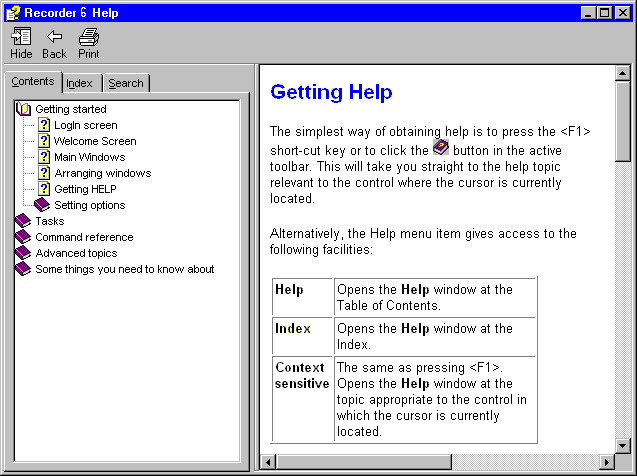 Recorder 6 Help
Hide Back Print
Contents Index Search
Getting started
LogIn screen
Welcome Screen
Main Windows
Arranging windows
Getting HELP
Setting options
Tasks
Command reference
Advanced topics
Some things you need to know about
Getting Help
The simplest way of obtaining help is to press the <F1>
short-cut key or to click the button in the active
toolbar. This will take you straight to the help topic
relevant to the control where the cursor is currently
located.
Alternatively, the Help menu item gives access to the
following facilities:
Help
Opens the Help window at the
Table of Contents.
Index
Opens the Help window at the
Index.
Context
sensitive
The same as pressing <F1>.
Opens the Help window at the
topic appropriate to the control in
which the cursor is currently
located.